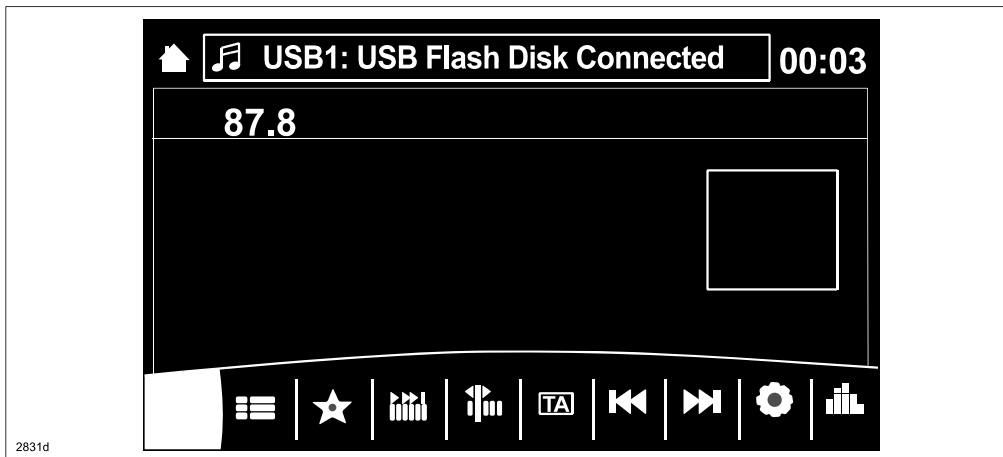 USB1: USB Flash Disk Connected
00:03
87.8
TA
2831d